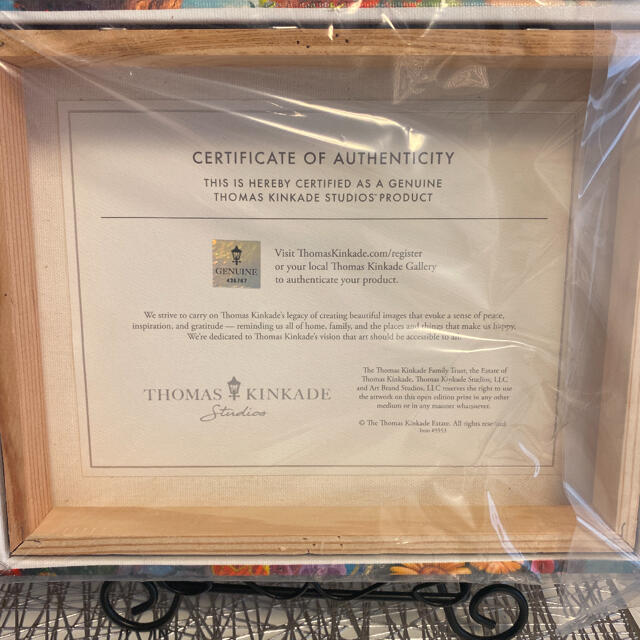 CERTIFICATE OF AUTHENTICITY
THIS IS HEREBY CERTIFIED AS A GENUINE
THOMAS KINKADE STUDIOS® PRODUCT
GENUINE
436767
Visit ThomasKinkade.com/register
or your local Thomas Kinkade Gallery
to authenticate your product.
We strive to carry on Thomas Kinkade's legacy of creating beautiful images that evoke a sense of peace,
inspiration, and gratitude — reminding us all of home, family, and the places and things that make us happy.
We're dedicated to Thomas Kinkade's vision that art should be accessible to all.
THOMAS KINKADE
Studios
The Thomas Kinkade Family Trust, the Estate of
Thomas Kinkade, Thomas Kinkade Studios, LLC
and Art Brand Studios, LLC reserves the right to use
the artwork on this open edition print in any other
medium or in any manner whatsoever.
© The Thomas Kinkade Estate. All rights reserved.
Item #5553